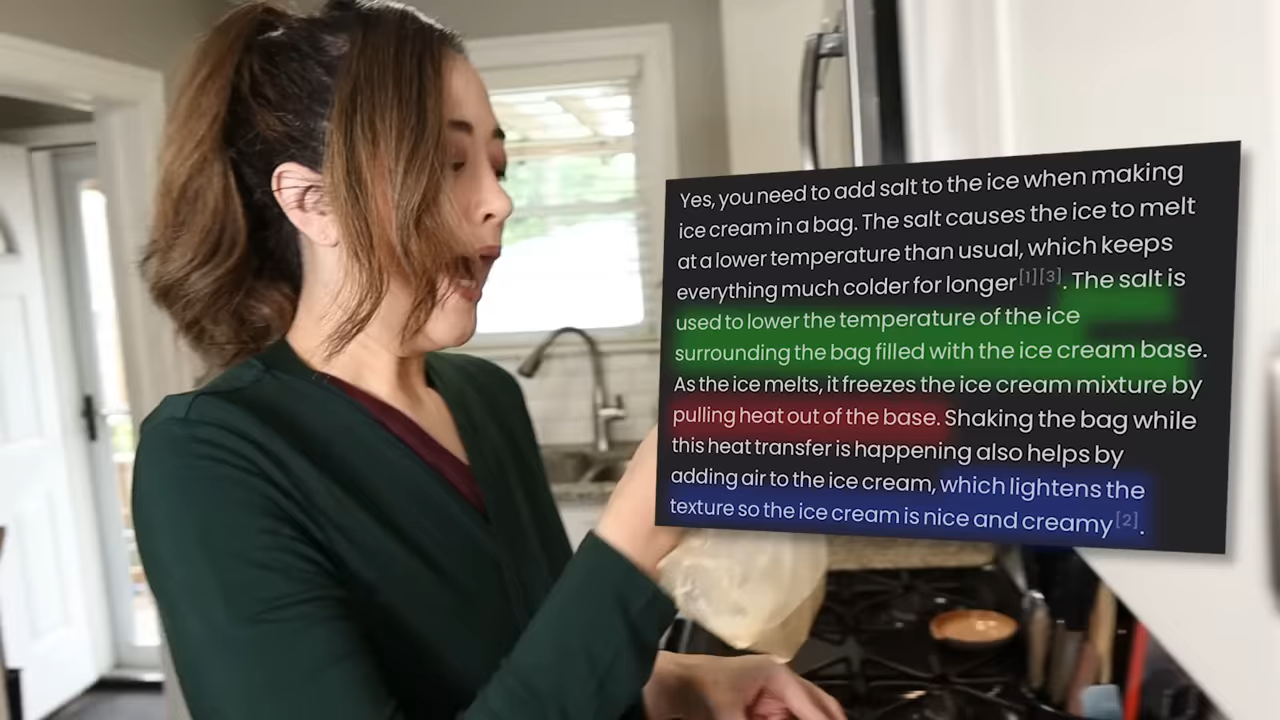 Yes, you need to add salt to the ice when making
ice cream in a bag. The salt causes the ice to melt
at a lower temperature than usual, which keeps
everything much colder for longer[1][3]. The salt is
used to lower the temperature of the ice
surrounding the bag filled with the ice cream base.
As the ice melts, it freezes the ice cream mixture by
pulling heat out of the base. Shaking the bag while
this heat transfer is happening also helps by
adding air to the ice cream, which lightens the
texture so the ice cream is nice and creamy[2].